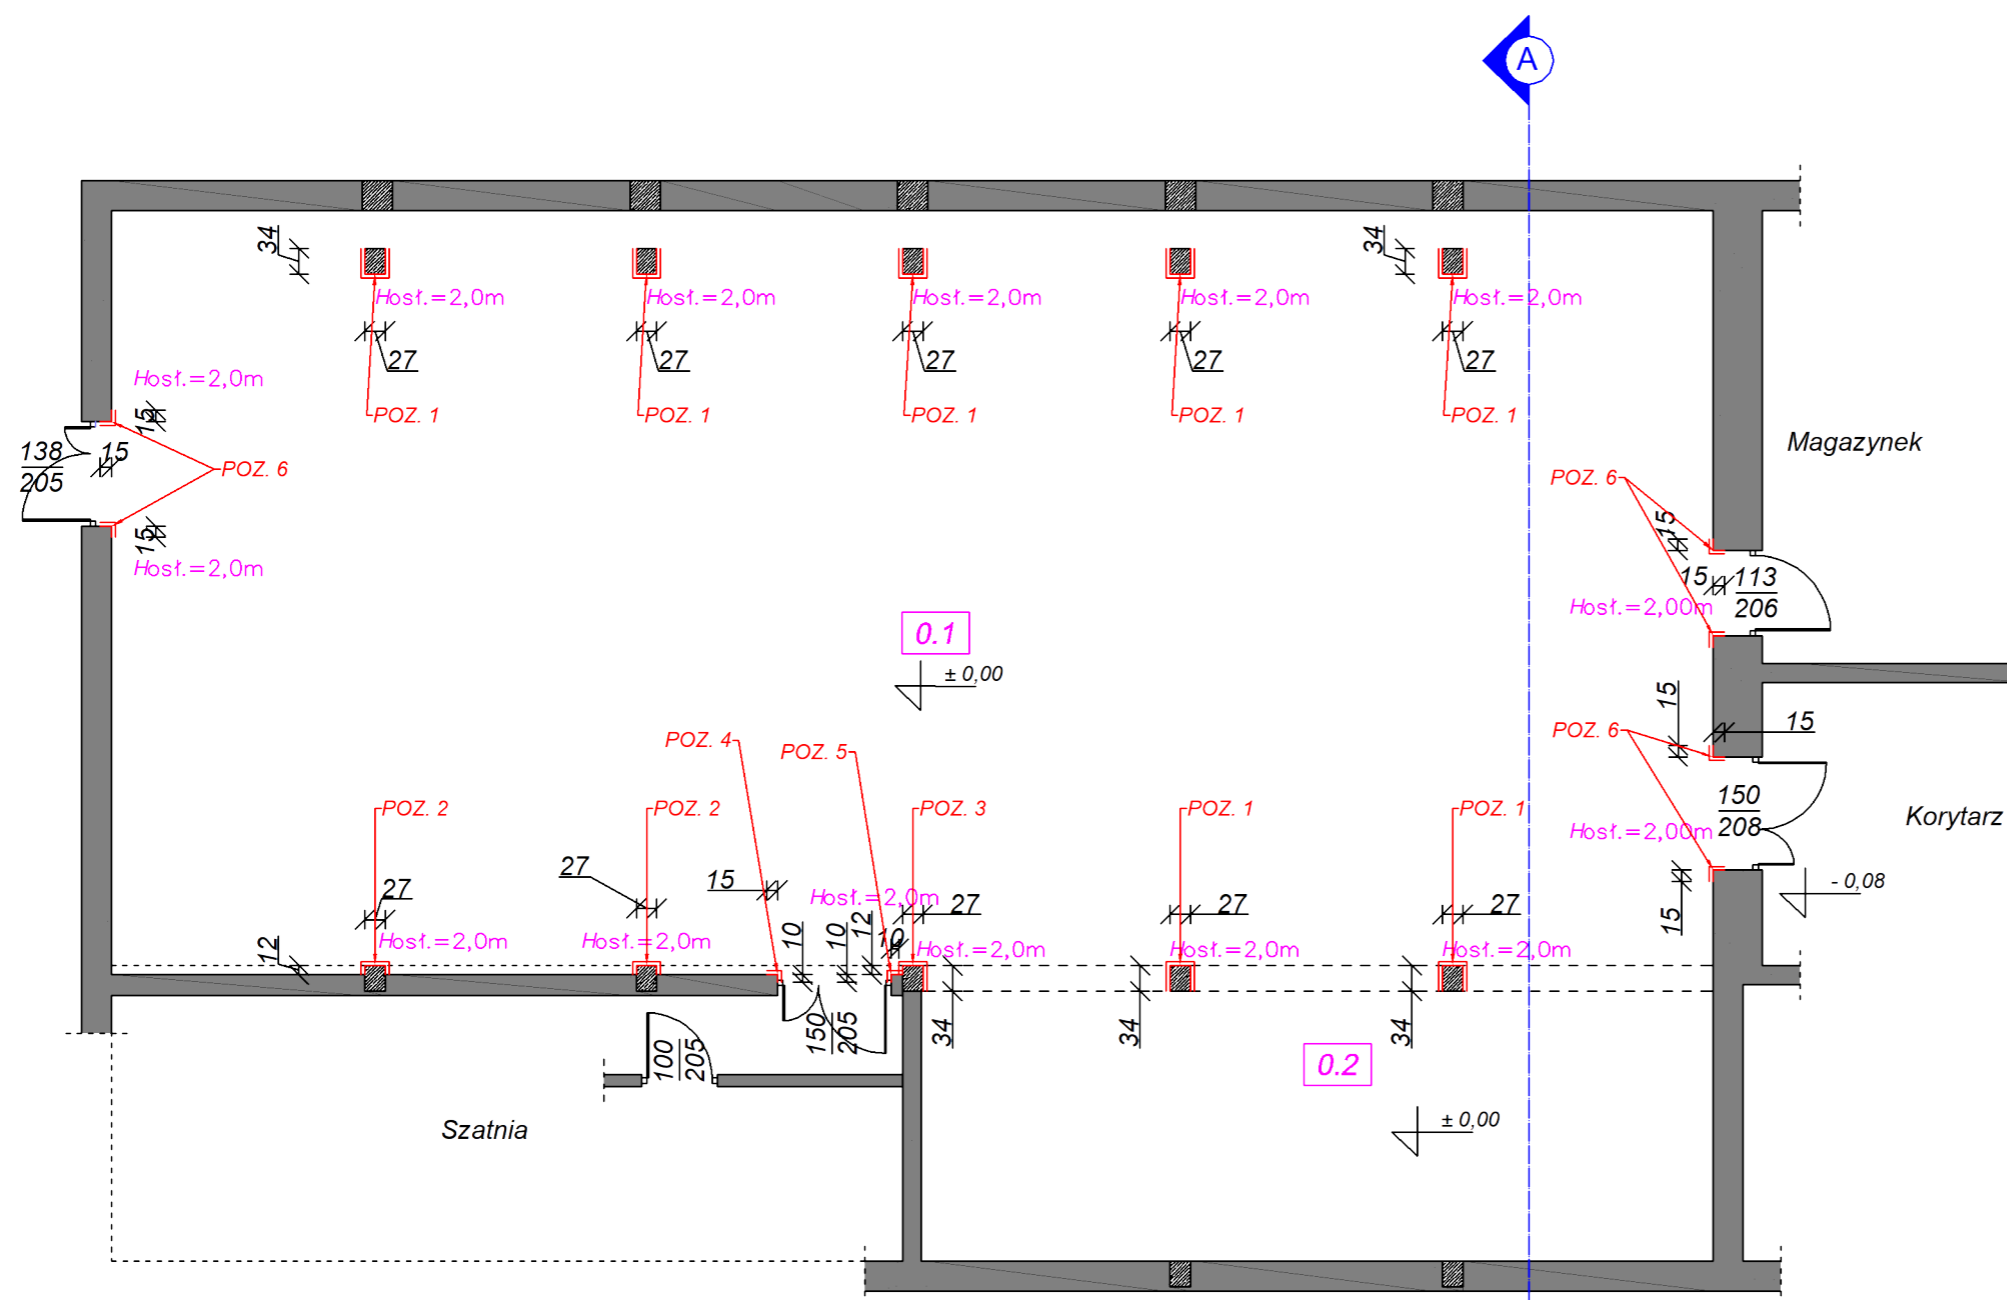 A
34
34
Hosł.=2,0m
Hosł.=2,0m
Hosł.=2,0m
Hosł.=2,0m
Hosł.=2,0m
27
27
27
27
27
Hosł.=2,0m
15
POZ. 1
POZ. 1
POZ. 1
POZ. 1
POZ. 1
Magazynek
138
205
15
POZ. 6
POZ. 6
15
Hosł.=2,0m
15
15
113
206
Hosł.=2,00m
0.1
± 0,00
15
15
POZ. 4
POZ. 5
POZ. 6
POZ. 2
POZ. 2
POZ. 3
POZ. 1
POZ. 1
150
208
Hosł.=2,00m
Korytarz
27
27
15
Hosł.=2,0m
27
27
27
- 0,08
15
12
Hosł.=2,0m
Hosł.=2,0m
10
10
12
10
Hosł.=2,0m
Hosł.=2,0m
Hosł.=2,0m
100
205
150
205
34
34
34
0.2
Szatnia
± 0,00